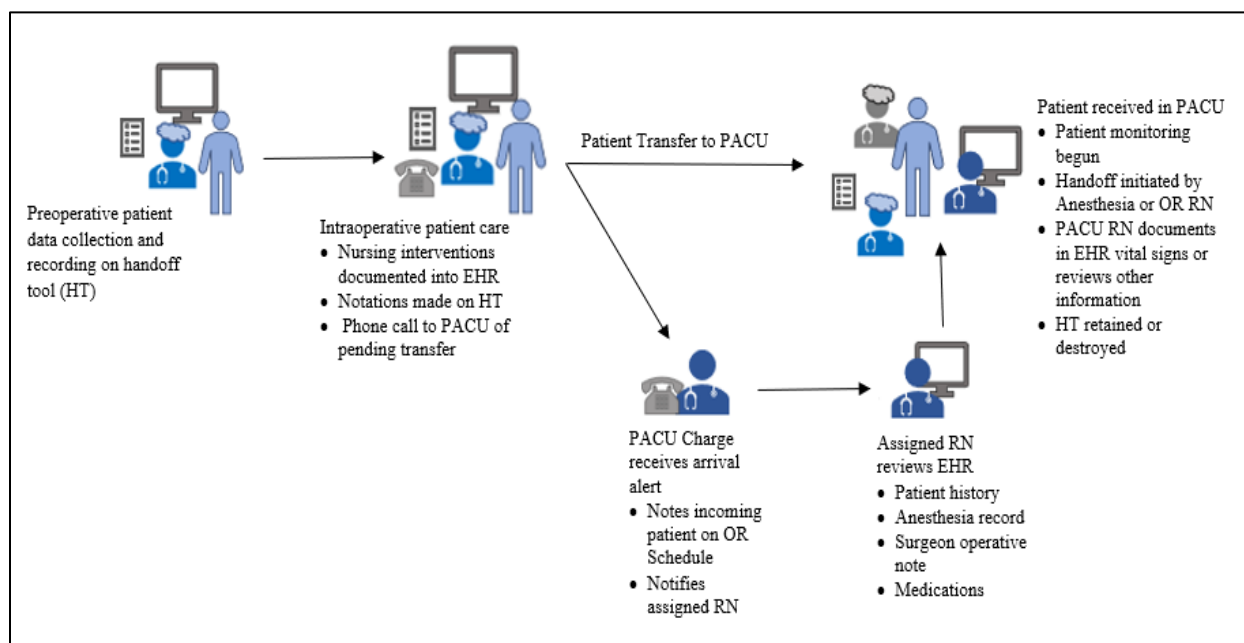 Preoperative patient
data collection and
recording on handoff
tool (HT)
Intraoperative patient care
● Nursing interventions
documented into EHR
● Notations made on HT
● Phone call to PACU of
pending transfer
Patient Transfer to PACU
PACU Charge
receives arrival
alert
● Notes incoming
patient on OR
Schedule
● Notifies
assigned RN
Assigned RN
reviews EHR
● Patient history
● Anesthesia record
● Surgeon operative
note
● Medications
Patient received in PACU
● Patient monitoring
begun
● Handoff initiated by
Anesthesia or OR RN
● PACU RN documents
in EHR vital signs or
reviews other
information
● HT retained or
destroyed